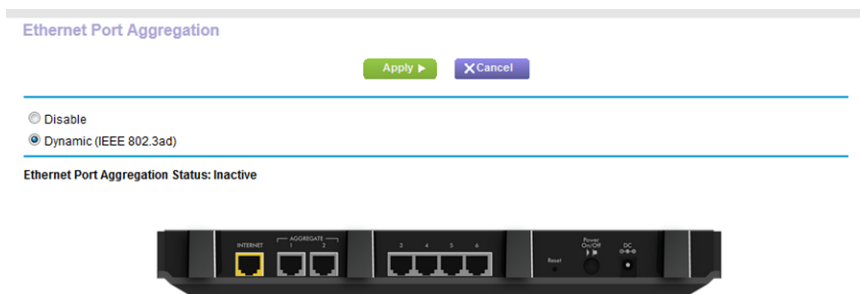 Ethernet Port Aggregation
Apply
Cancel
Disable
Dynamic (IEEE 802.3ad)
Ethernet Port Aggregation Status: Inactive
INTERNET
AGGREGATE
1 2 3 4 5 6
Reset
Power
On/Off
DC